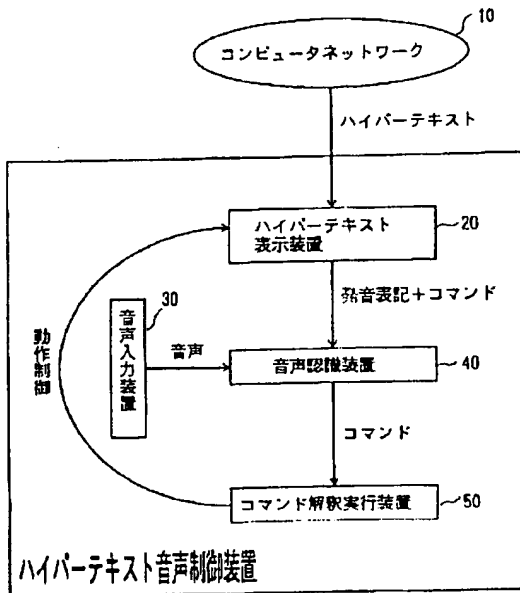 10
コンピュータネットワーク
ハイパーテキスト
ハイパーテキスト
表示装置
20
発音表記+コマンド
30
音声入力装置
音声
音声認識装置
40
動作制御
コマンド
コマンド解釈実行装置
50
ハイパーテキスト音声制御装置